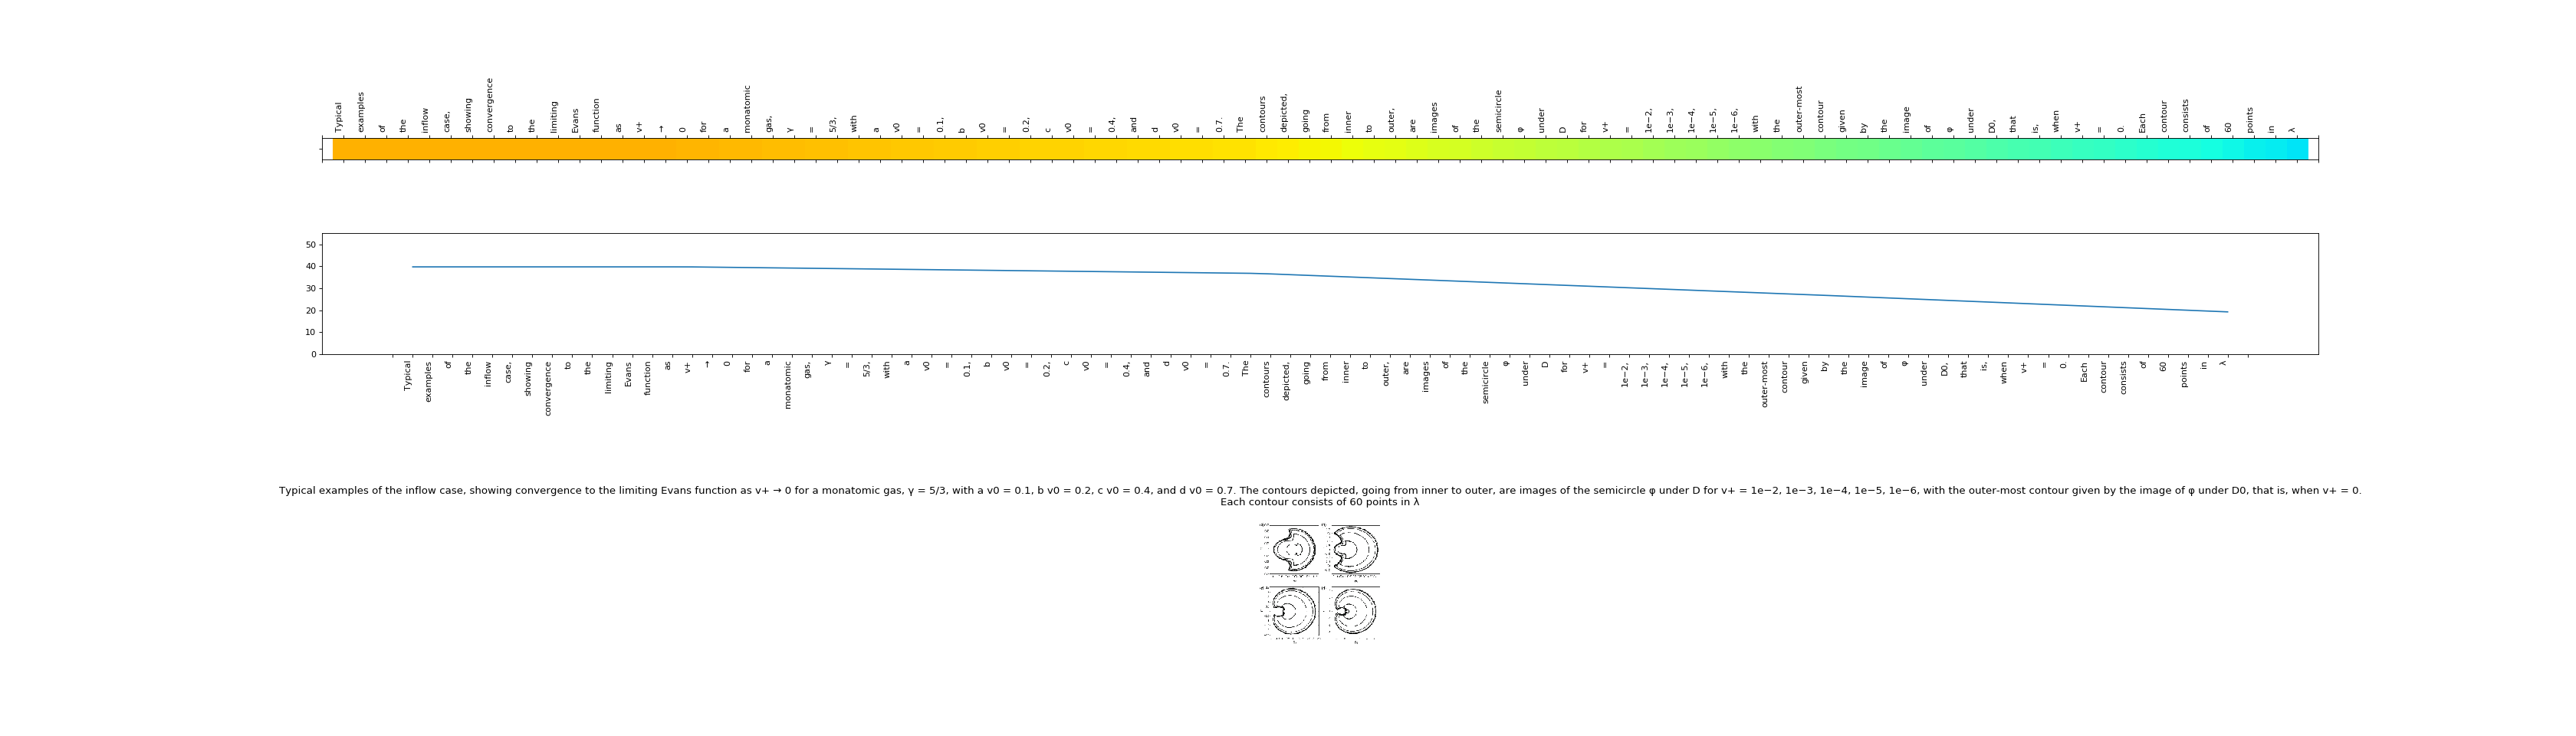 Typical examples of the inflow case, showing convergence to the limiting Evans function as v+ → 0 for a monatomic gas, γ = 5/3, with a v0 = 0.1, b v0 = 0.2, c v0 = 0.4, and d v0 = 0.7. The contours depicted, going from inner to outer, are images of the semicircle φ under D for v+ = 1e−2, 1e−3, 1e−4, 1e−5, 1e−6, with the outer-most contour given by the image of φ under D0, that is, when v+ = 0. Each contour consists of 60 points in λ
50
40
30
20
10
0
Typical examples of the inflow case, showing convergence to the limiting Evans function as v+ → 0 for a monatomic gas, γ = 5/3, with a v0 = 0.1, b v0 = 0.2, c v0 = 0.4, and d v0 = 0.7. The contours depicted, going from inner to outer, are images of the semicircle φ under D for v+ = 1e−2, 1e−3, 1e−4, 1e−5, 1e−6, with the outer-most contour given by the image of φ under D0, that is, when v+ = 0. Each contour consists of 60 points in λ
Typical examples of the inflow case, showing convergence to the limiting Evans function as v+ → 0 for a monatomic gas, γ = 5/3, with a v0 = 0.1, b v0 = 0.2, c v0 = 0.4, and d v0 = 0.7. The contours depicted, going from inner to outer, are images of the semicircle φ under D for v+ = 1e−2, 1e−3, 1e−4, 1e−5, 1e−6, with the outer-most contour given by the image of φ under D0, that is, when v+ = 0.
Each contour consists of 60 points in λ